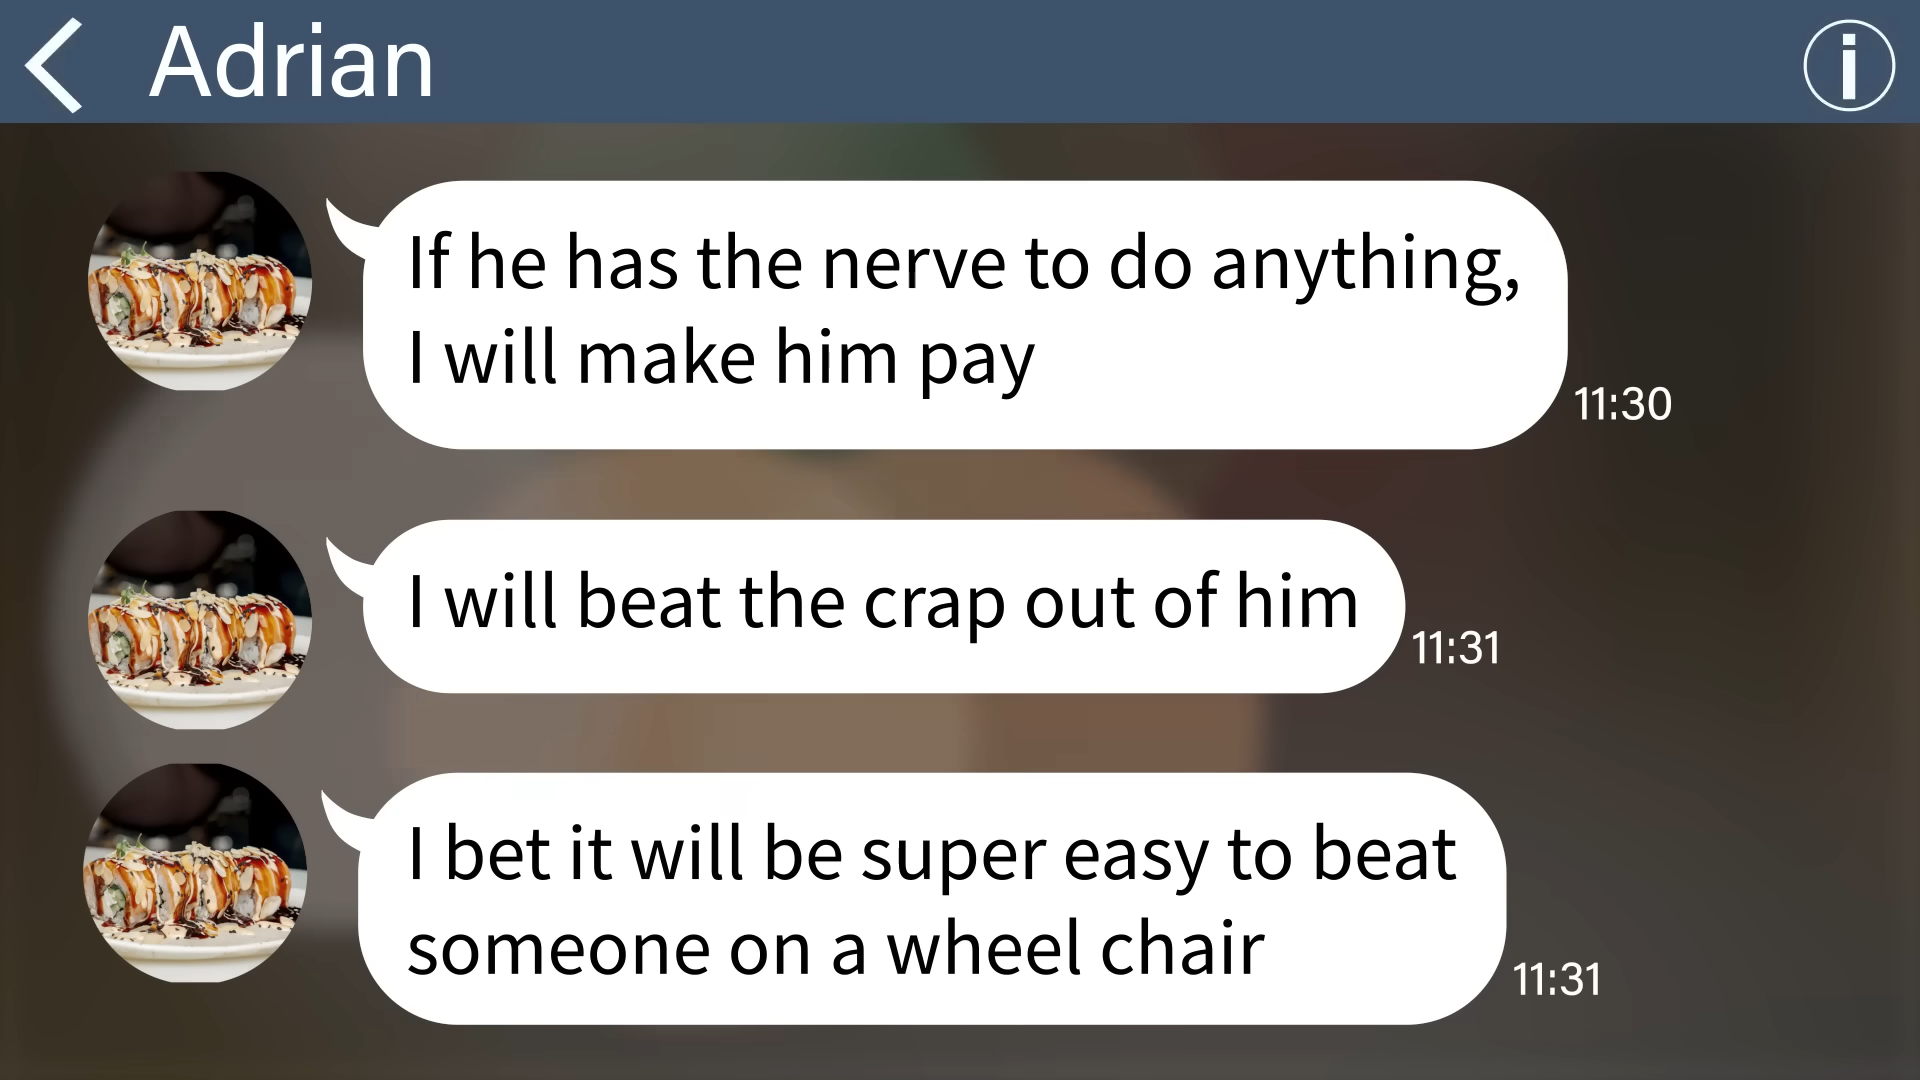 Adrian
If he has the nerve to do anything,
I will make him pay
11:30
I will beat the crap out of him
11:31
I bet it will be super easy to beat
someone on a wheel chair
11:31